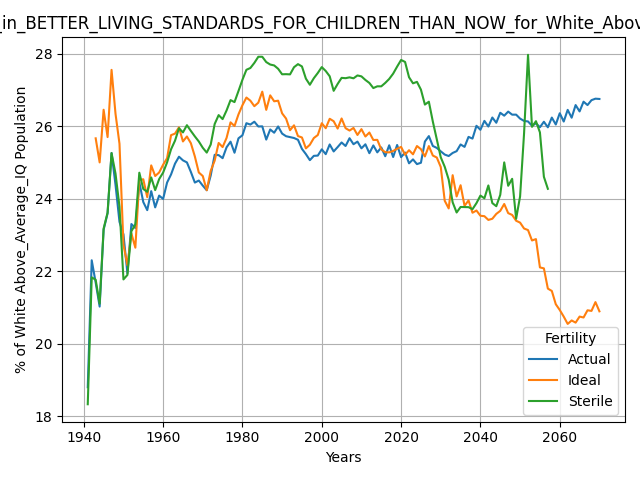 _in_BETTER_LIVING_STANDARDS_FOR_CHILDREN_THAN_NOW_for_White_Abov
28
26
24
22
20
18
% of White Above_Average_IQ Population
1940 1960 1980 2000 2020 2040 2060
Years
Fertility
Actual
Ideal
Sterile